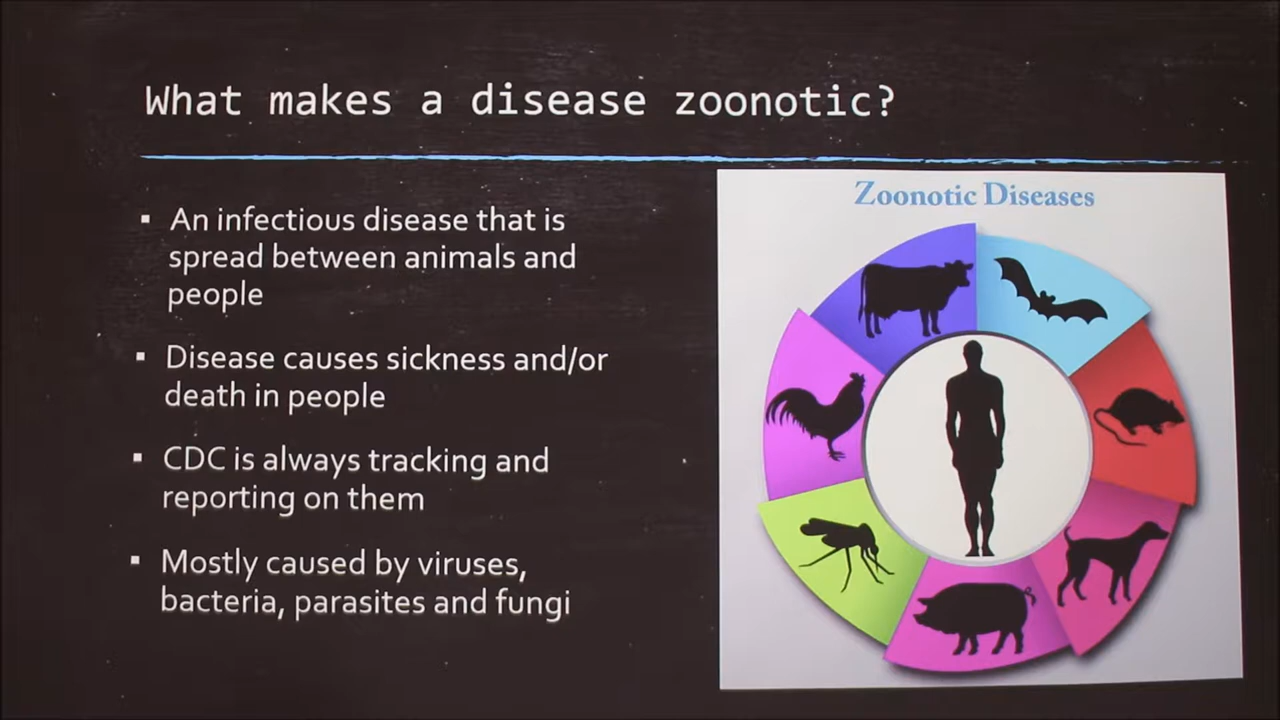 What makes a disease zoonotic?
An infectious disease that is
spread between animals and
people
Disease causes sickness and/or
death in people
CDC is always tracking and
reporting on them
Mostly caused by viruses,
bacteria, parasites and fungi
Zoonotic Diseases